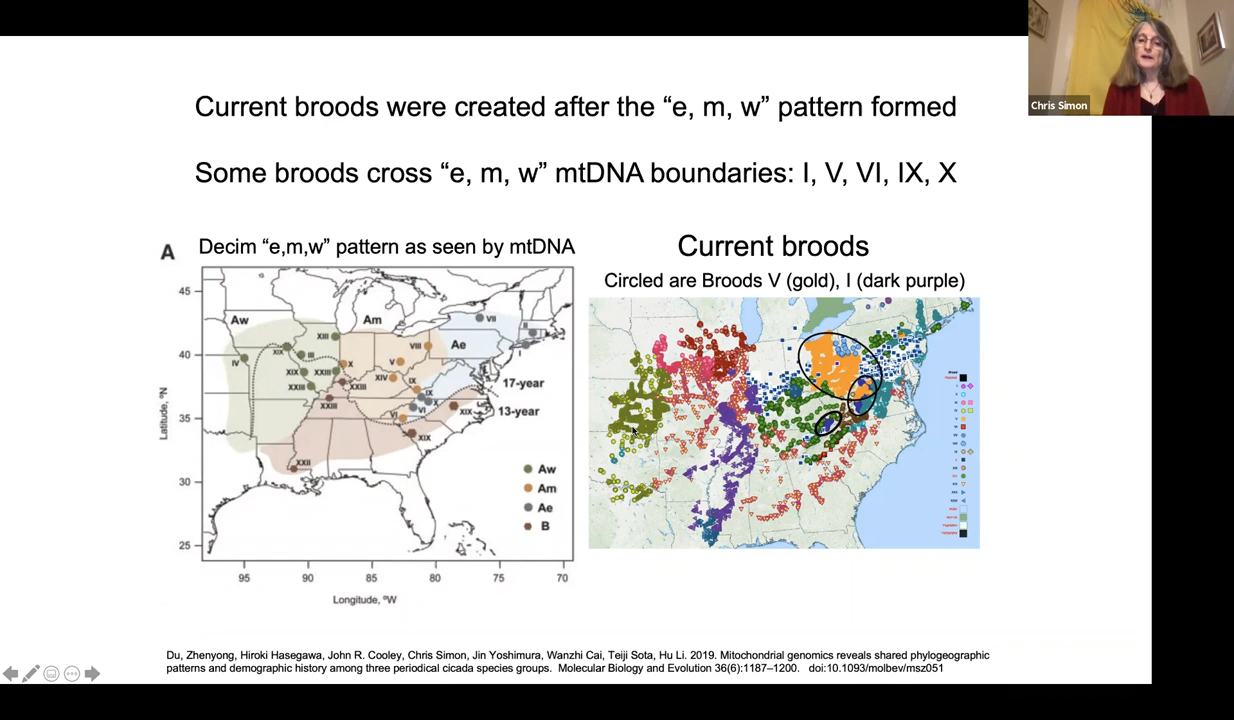 Chris Simon
Current broods were created after the “e, m, w” pattern formed
Some broods cross “e, m, w” mtDNA boundaries: I, V, VI, IX, X
A
Decim “e,m,w” pattern as seen by mtDNA
45
40
35
30
25
Latitude, ºN
Aw
Am
Ae
VII
II
I
XIII
VIII
XIX
III
IV
X
V
XIX
XXIII
XIV
IX
XXIII
XXIII
IX
X
VI
VI
XXIII
XIX
XIX
XXII
17-year
13-year
Aw
Am
Ae
B
95
90
85
80
75
70
Longitude, ºW
Current broods
Circled are Broods V (gold), I (dark purple)
Du, Zhenyong, Hiroki Hasegawa, John R. Cooley, Chris Simon, Jin Yoshimura, Wanzhi Cai, Teiji Sota, Hu Li. 2019. Mitochondrial genomics reveals shared phylogeographic
patterns and demographic history among three periodical cicada species groups. Molecular Biology and Evolution 36(6):1187–1200. doi:10.1093/molbev/msz051